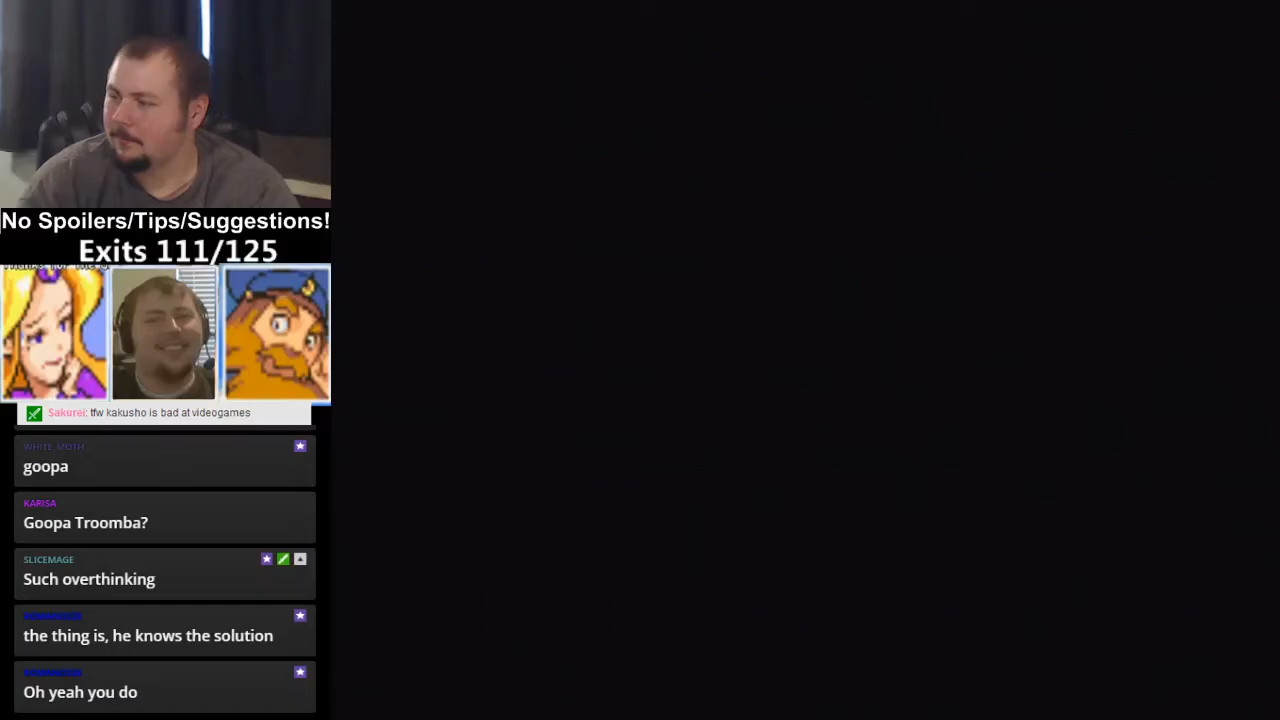 No Spoilers/Tips/Suggestions!
Exits 111/125
Sakurei: tfw kakusho is bad at videogames
WHITE_MOTH
goopa
KARISA
Goopa Troomba?
SLICEMAGE
Such overthinking
the thing is, he knows the solution
Oh yeah you do